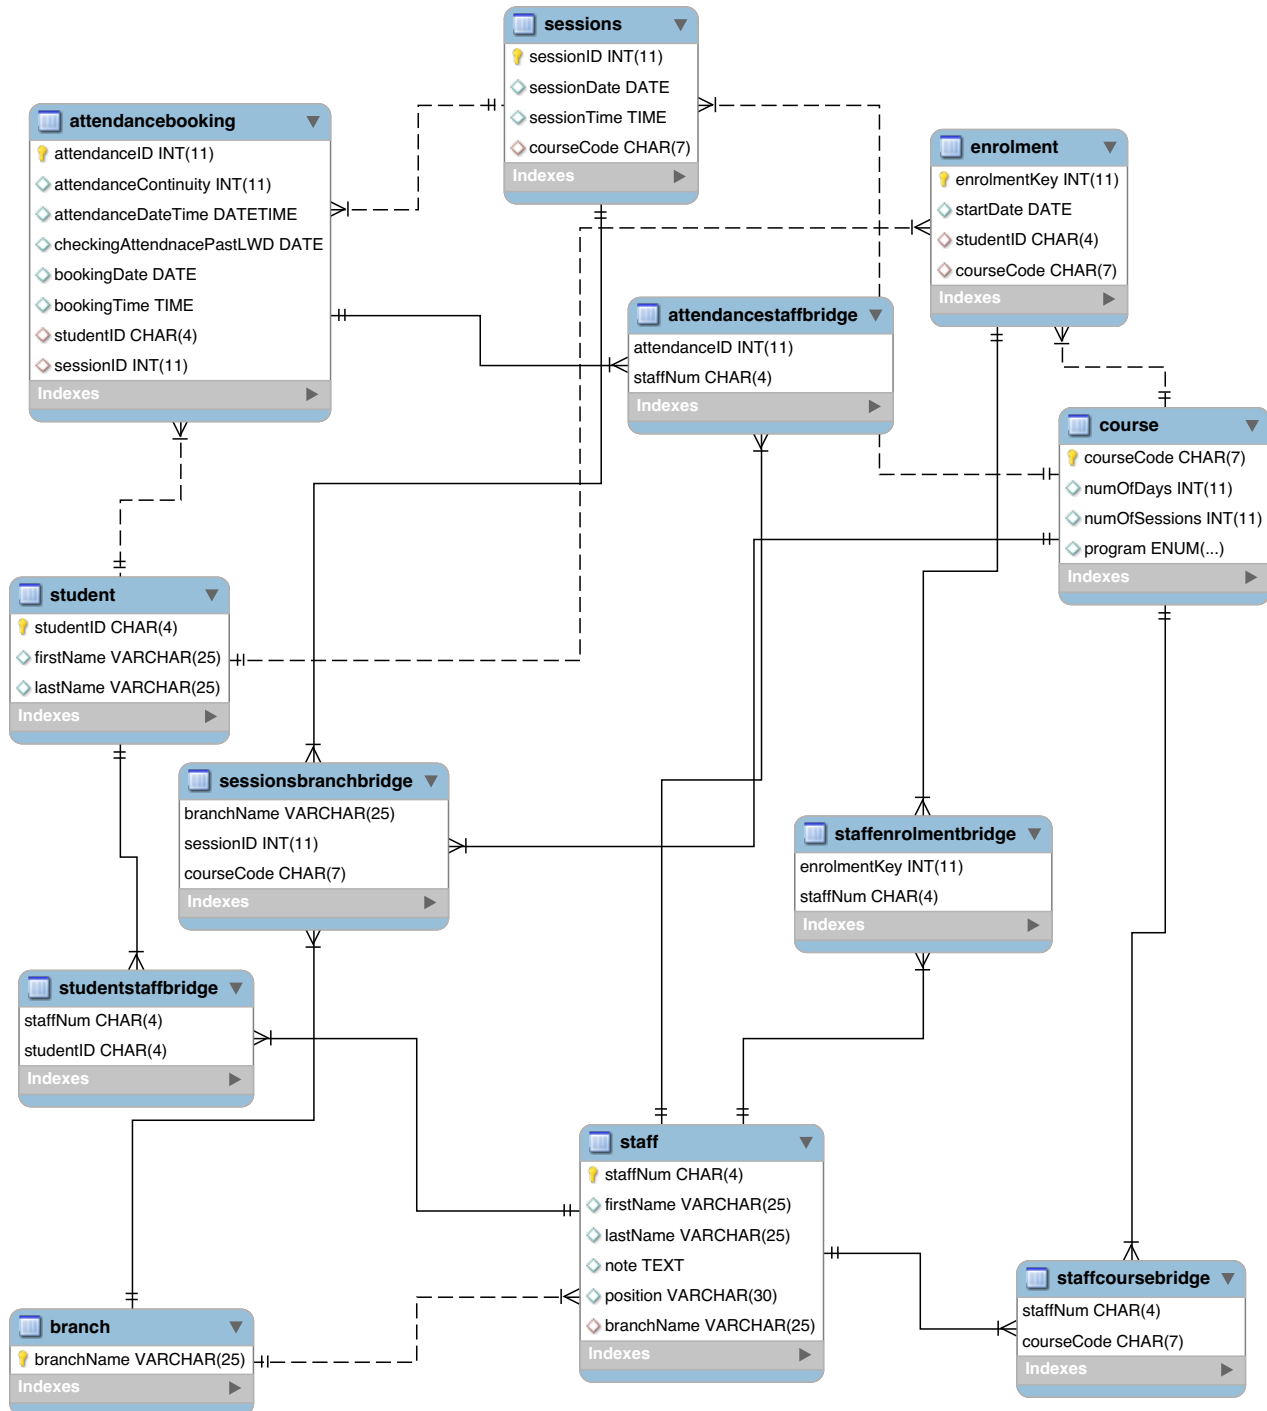 sessions
sessionID INT(11)
sessionDate DATE
sessionTime TIME
courseCode CHAR(7)
Indexes
attendancebooking
attendanceID INT(11)
attendanceContinuity INT(11)
attendanceDateTime DATETIME
checkingAttendnacePastLWD DATE
bookingDate DATE
bookingTime TIME
studentID CHAR(4)
sessionID INT(11)
Indexes
enrolment
enrolmentKey INT(11)
startDate DATE
studentID CHAR(4)
courseCode CHAR(7)
Indexes
attendancestaffbridge
attendanceID INT(11)
staffNum CHAR(4)
Indexes
course
courseCode CHAR(7)
numOfDays INT(11)
numOfSessions INT(11)
program ENUM(...)
Indexes
student
studentID CHAR(4)
firstName VARCHAR(25)
lastName VARCHAR(25)
Indexes
sessionsbranchbridge
branchName VARCHAR(25)
sessionID INT(11)
courseCode CHAR(7)
Indexes
staffenrolmentbridge
enrolmentKey INT(11)
staffNum CHAR(4)
Indexes
studentstaffbridge
staffNum CHAR(4)
studentID CHAR(4)
Indexes
staff
staffNum CHAR(4)
firstName VARCHAR(25)
lastName VARCHAR(25)
note TEXT
position VARCHAR(30)
branchName VARCHAR(25)
Indexes
staffcoursebridge
staffNum CHAR(4)
courseCode CHAR(7)
Indexes
branch
branchName VARCHAR(25)
Indexes